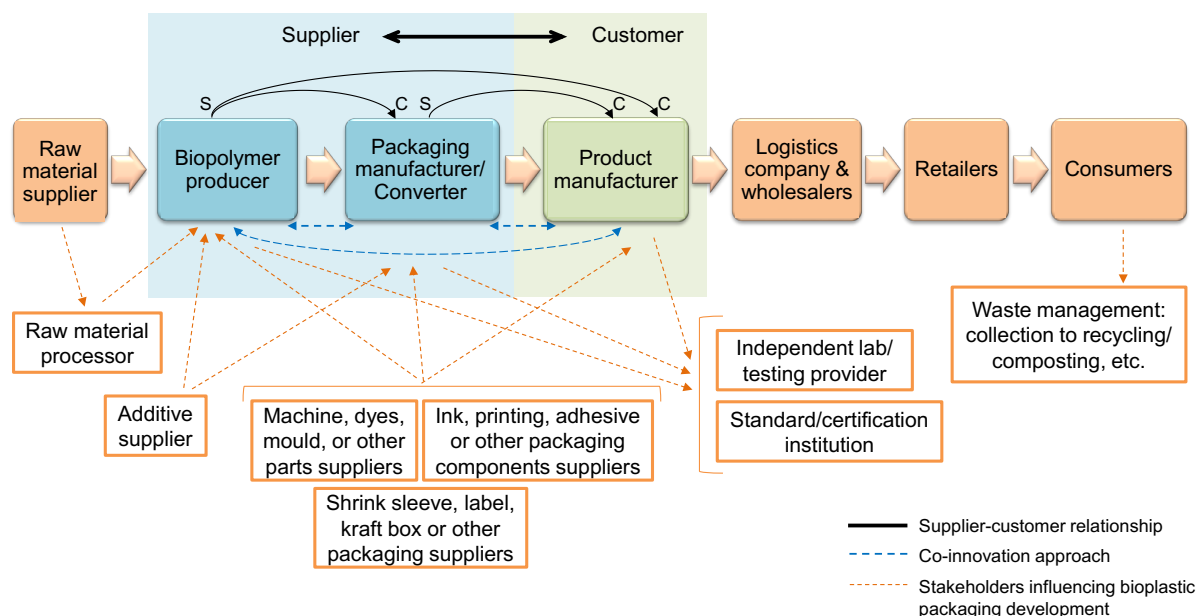 Supplier
Customer
S
C
S
C
C
Raw
material
supplier
Biopolymer
producer
Packaging
manufacturer/
Converter
Product
manufacturer
Logistics
company &
wholesalers
Retailers
Consumers
Raw material
processor
Additive
supplier
Machine, dyes,
mould, or other
parts suppliers
Ink, printing, adhesive
or other packaging
components suppliers
Shrink sleeve, label,
kraft box or other
packaging suppliers
Independent lab/
testing provider
Standard/certification
institution
Waste management:
collection to recycling/
composting, etc.
Supplier-customer relationship
Co-innovation approach
Stakeholders influencing bioplastic
packaging development